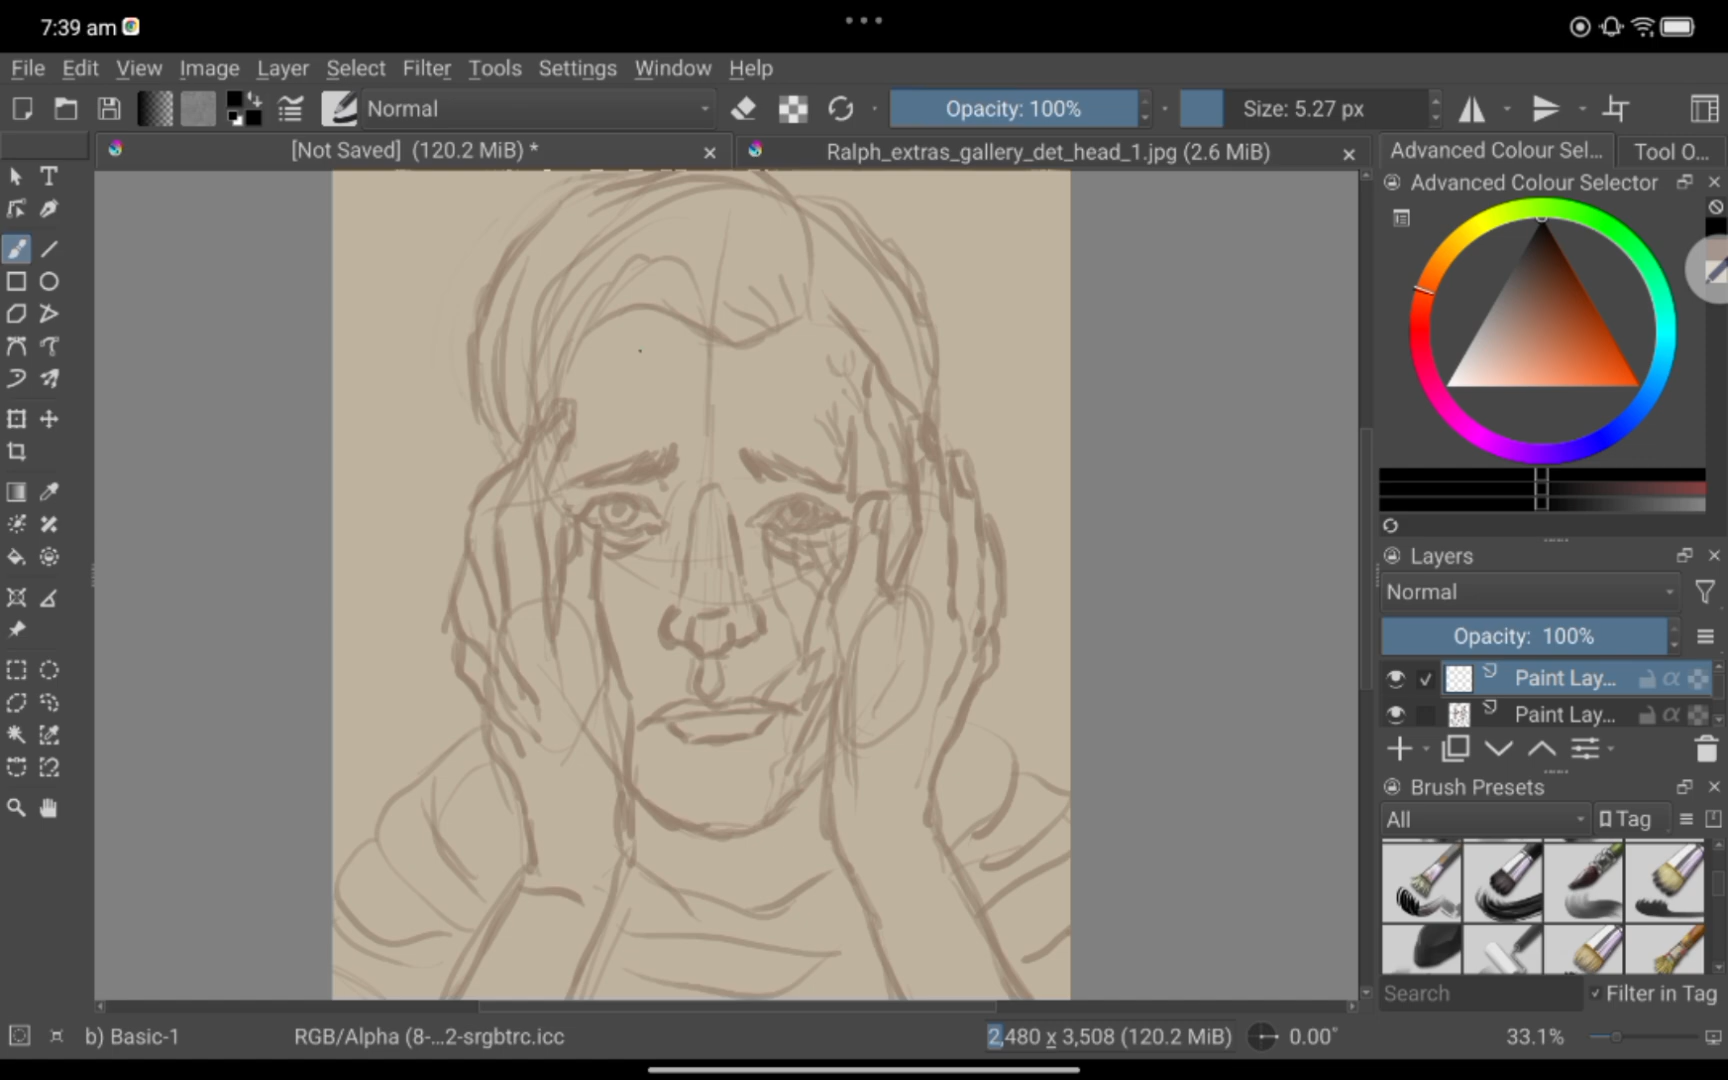 7:39 am
File Edit View Image Layer Select Filter Tools Settings Window Help
Normal Opacity: 100% Size: 5.27 px
[Not Saved] (120.2 MiB) * Ralph_extras_gallery_det_head_1.jpg (2.6 MiB) Advanced Colour Sel... Tool O...
Advanced Colour Selector
Layers
Normal
Opacity: 100%
Paint Lay...
Paint Lay...
Brush Presets
All Tag
Search Filter in Tag
b) Basic-1 RGB/Alpha (8-...2-srgbtrc.icc 2,480 x 3,508 (120.2 MiB) 0.00° 33.1%